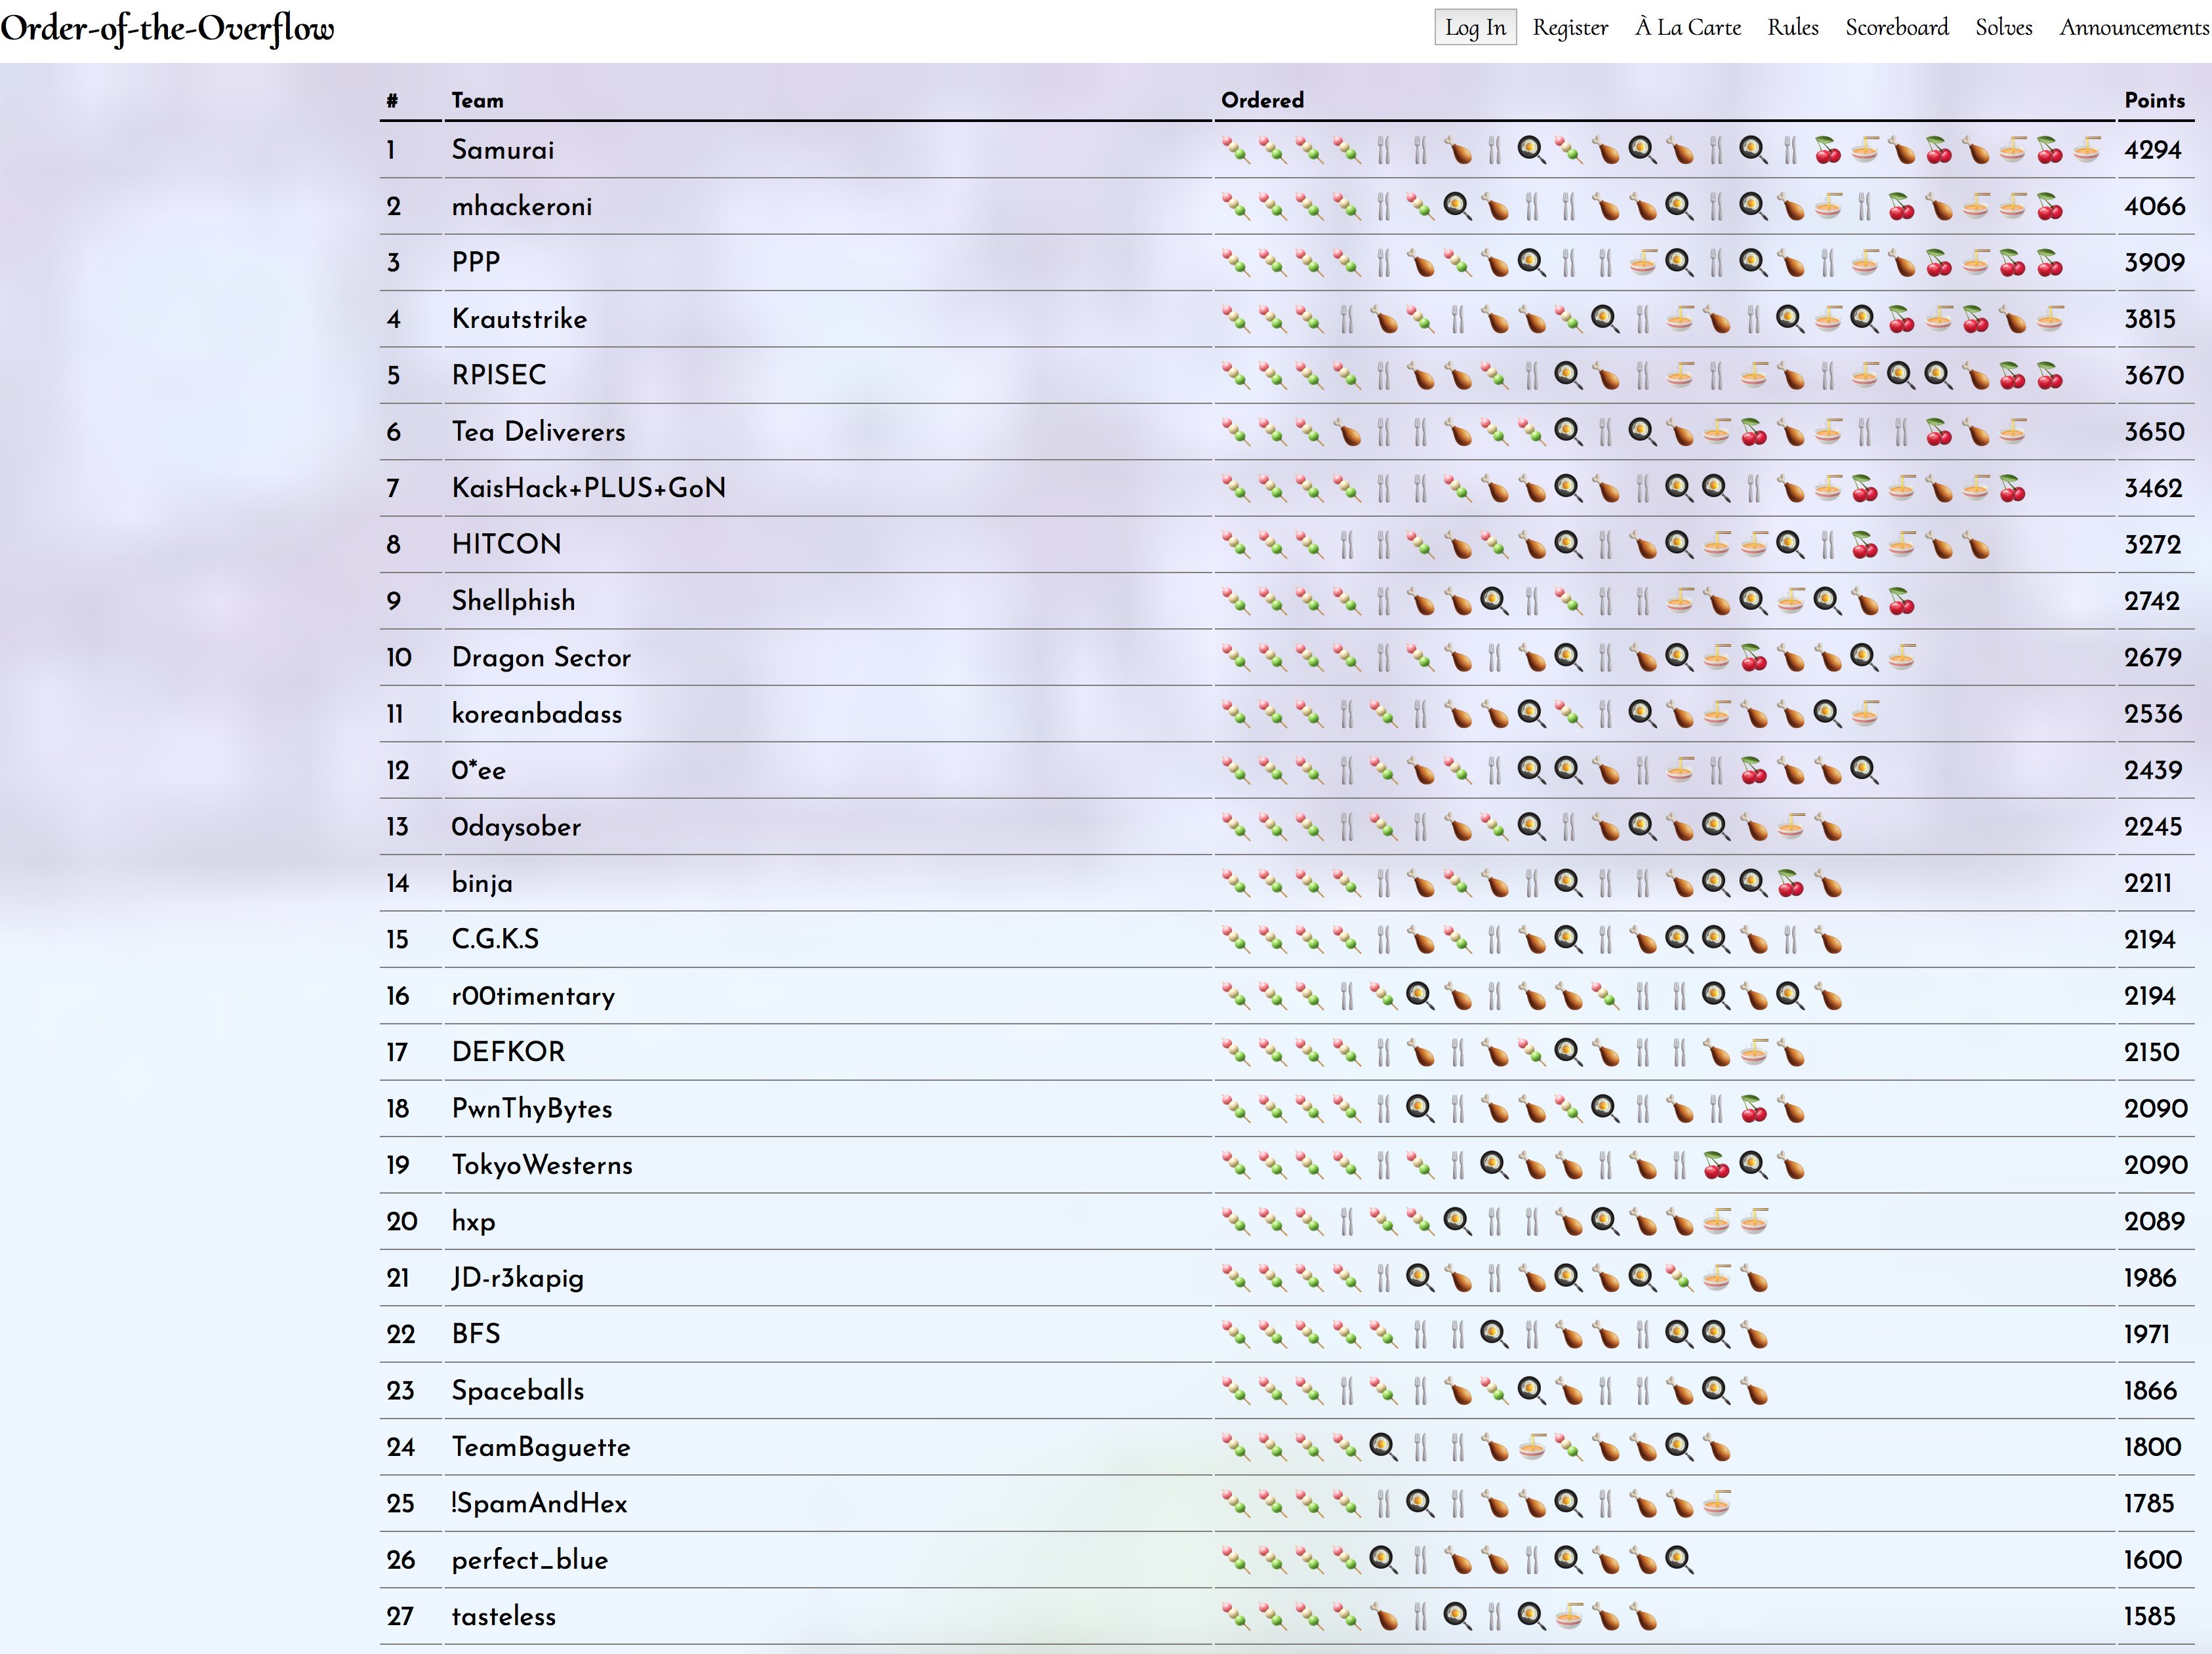 Order-of-the-Overflow Log In Register À La Carte Rules Scoreboard Solves Announcements
# Team Ordered Points
1 Samurai 4294
2 mhackeroni 4066
3 PPP 3909
4 Krautstrike 3815
5 RPISEC 3670
6 Tea Deliverers 3650
7 KaisHack+PLUS+GoN 3462
8 HITCON 3272
9 Shellphish 2742
10 Dragon Sector 2679
11 koreanbadass 2536
12 0*ee 2439
13 0daysober 2245
14 binja 2211
15 C.G.K.S 2194
16 r00timentary 2194
17 DEFKOR 2150
18 PwnThyBytes 2090
19 TokyoWesterns 2090
20 hxp 2089
21 JD-r3kapig 1986
22 BFS 1971
23 Spaceballs 1866
24 TeamBaguette 1800
25 !SpamAndHex 1785
26 perfect_blue 1600
27 tasteless 1585